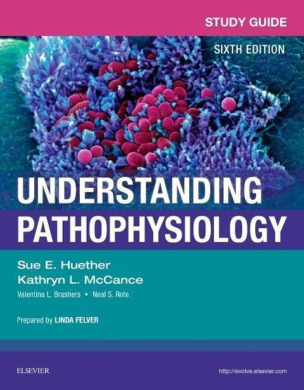 STUDY GUIDE
SIXTH EDITION
UNDERSTANDING
PATHOPHYSIOLOGY
Sue E. Huether
Kathryn L. McCance
Valentina L. Brashers • Neal S. Rote
Prepared by LINDA FELVER
ELSEVIER
http://evolve.elsevier.com